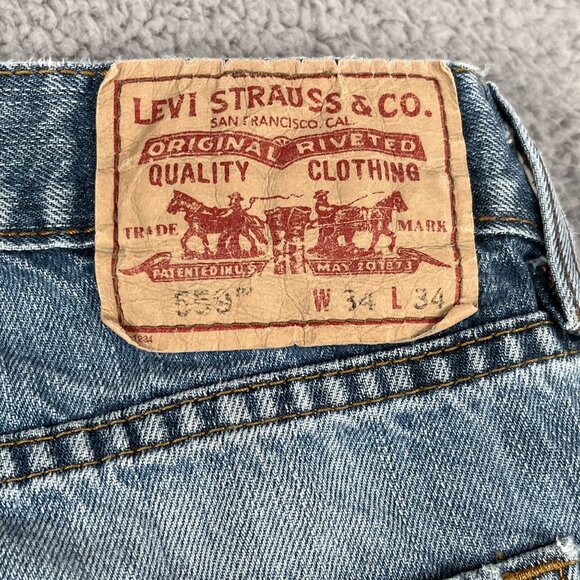 LEVI STRAUSS & CO.
SAN FRANCISCO. CAL.
ORIGINAL RIVETED
QUALITY CLOTHING
TRADE MARK
PATENTED IN U.S. MAY 20 1873
559™ W 34 L 34